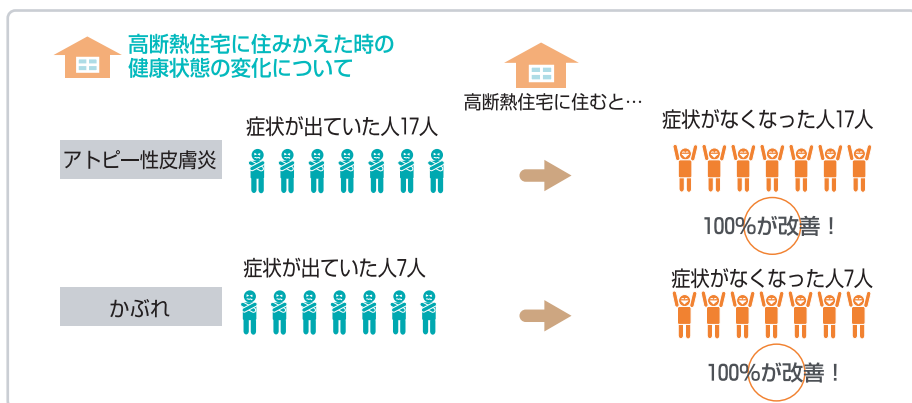 高断熱住宅に住みかえた時の
健康状態の変化について
高断熱住宅に住むと…
アトピー性皮膚炎
症状が出ていた人17人
症状がなくなった人17人
100%が改善！
かぶれ
症状が出ていた人7人
症状がなくなった人7人
100%が改善！